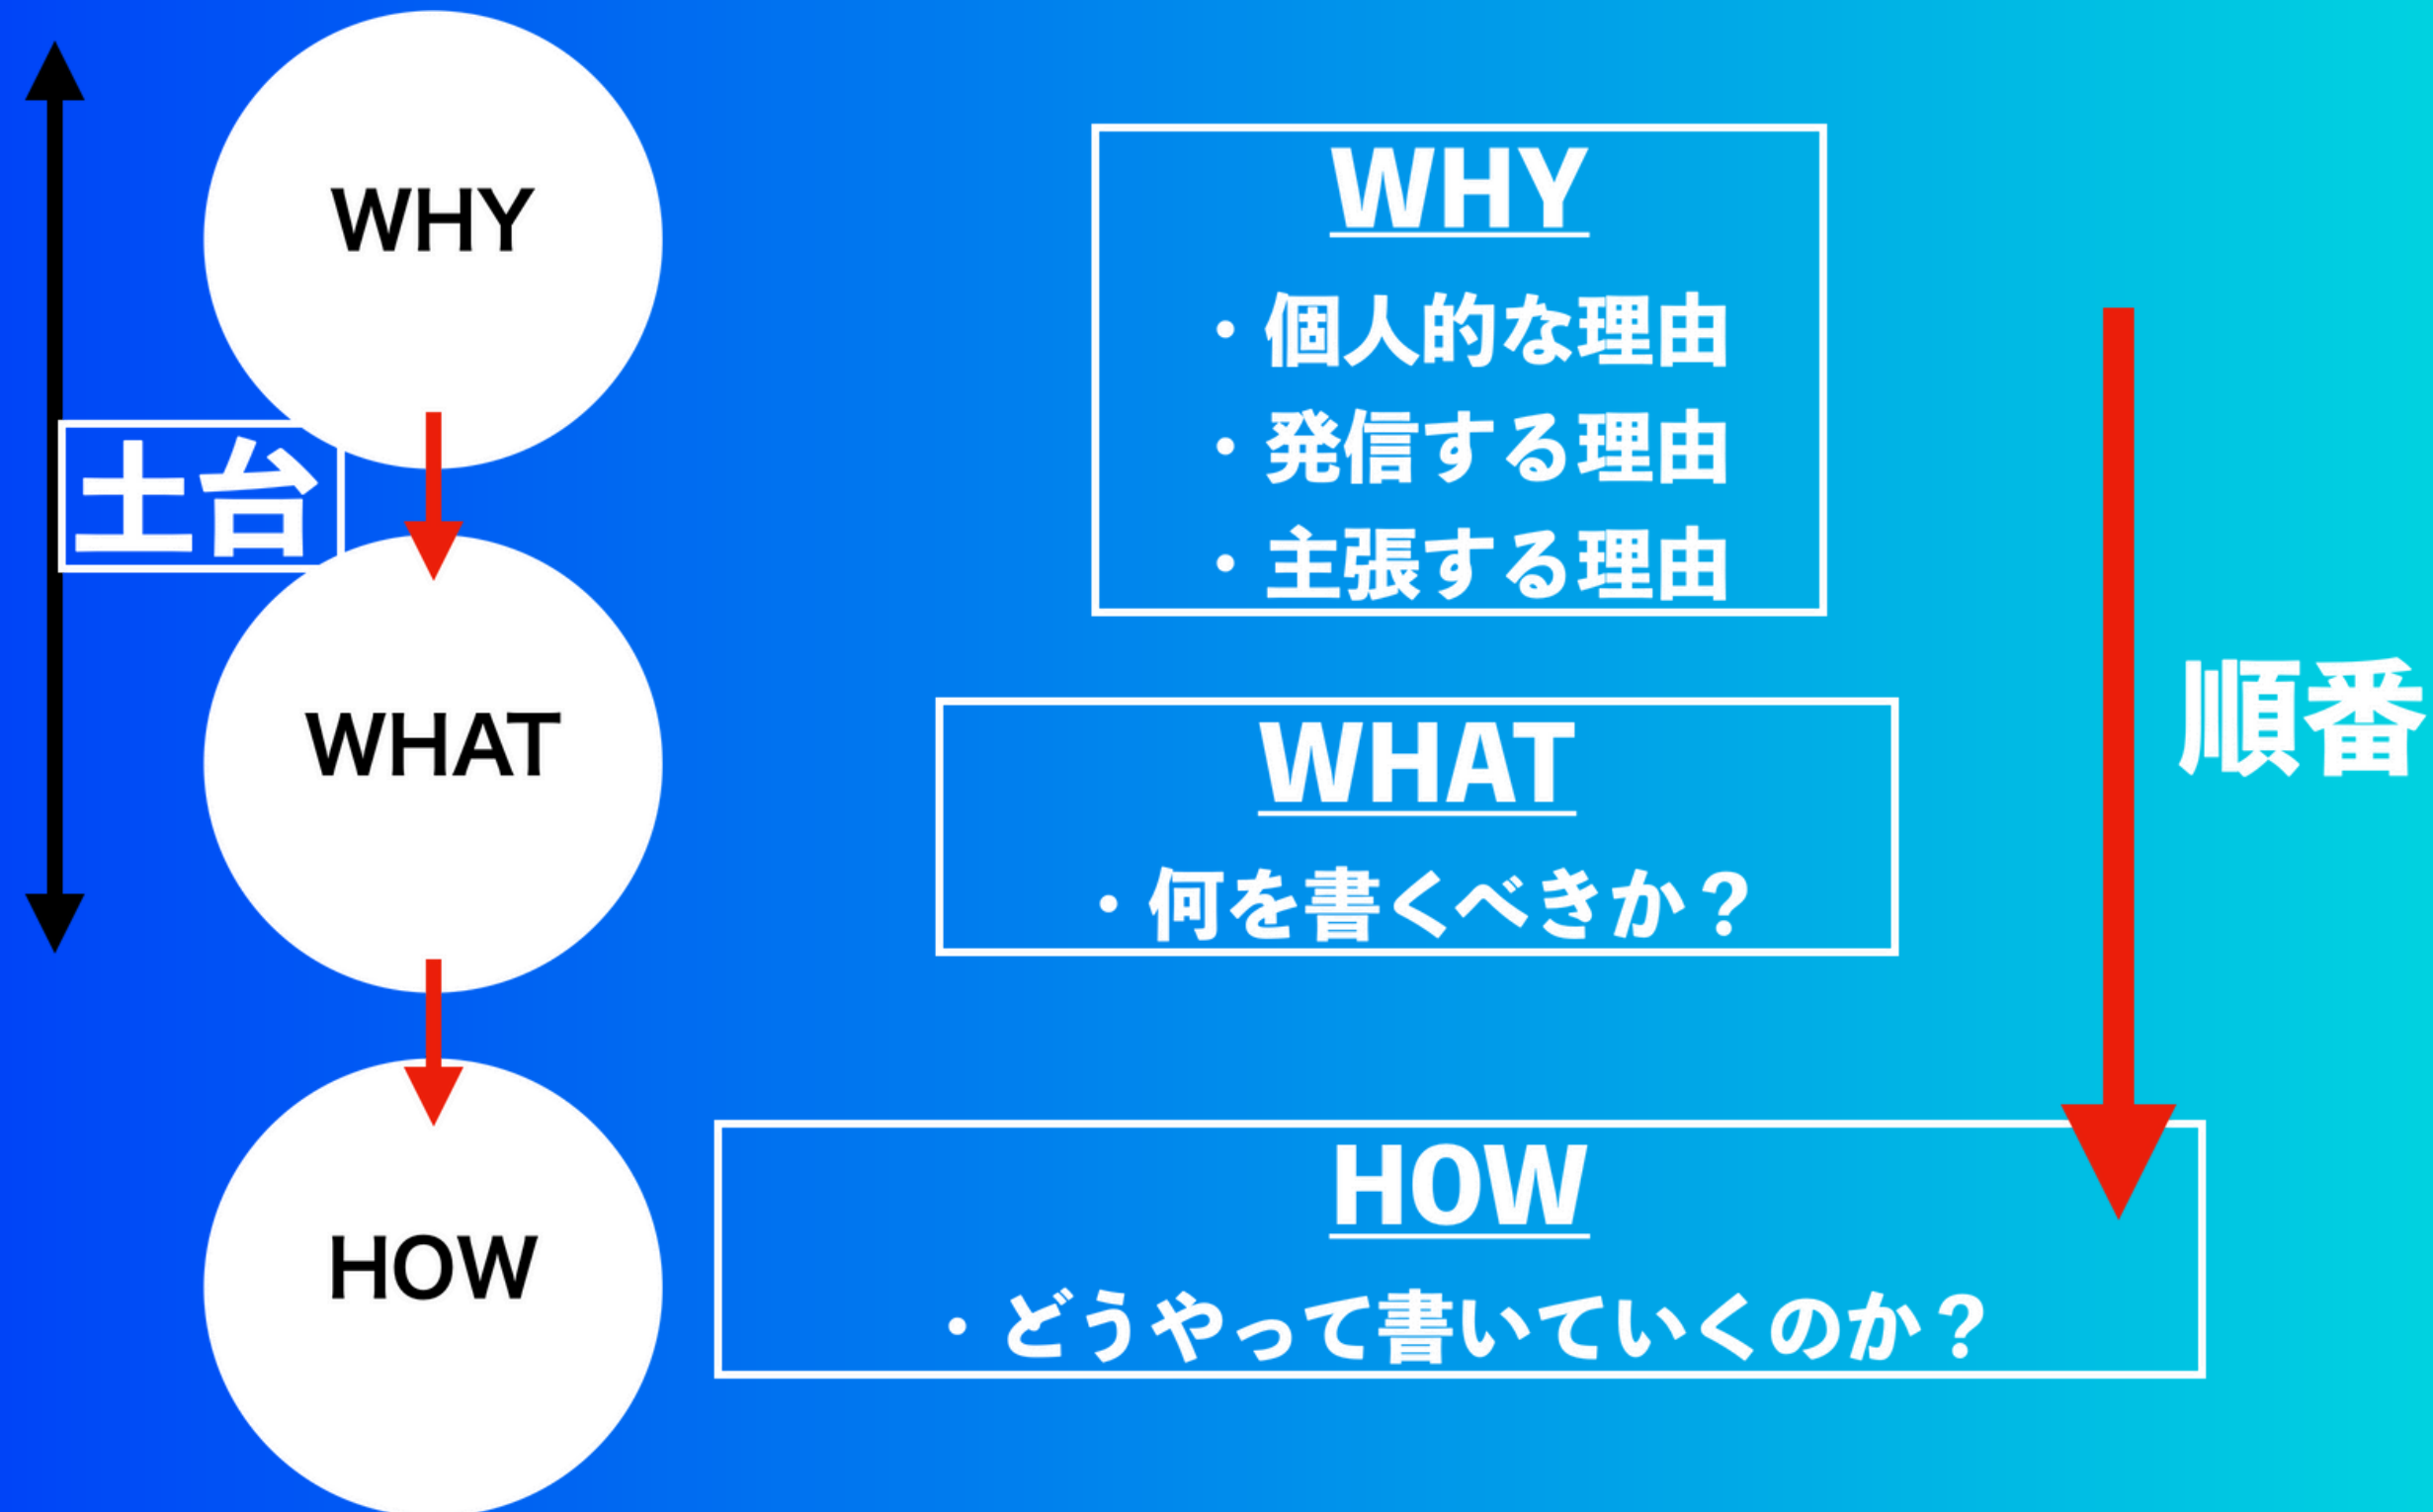 WHY
土台
WHAT
HOW
WHY
・個人的な理由
・発信する理由
・主張する理由
WHAT
・何を書くべきか？
HOW
・どうやって書いていくのか？
順番